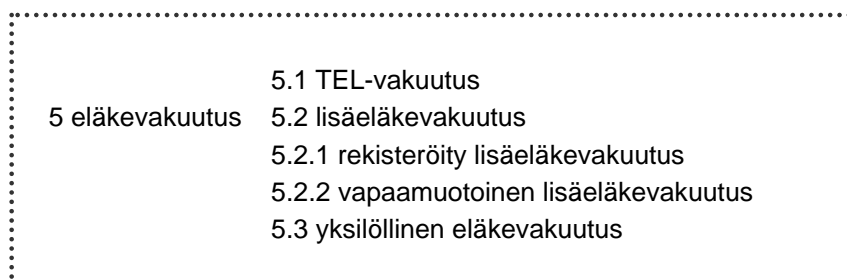 5.1 TEL-vakuutus
5 eläkevakuutus 5.2 lisäeläkevakuutus
5.2.1 rekisteröity lisäeläkevakuutus
5.2.2 vapaamuotoinen lisäeläkevakuutus
5.3 yksilöllinen eläkevakuutus